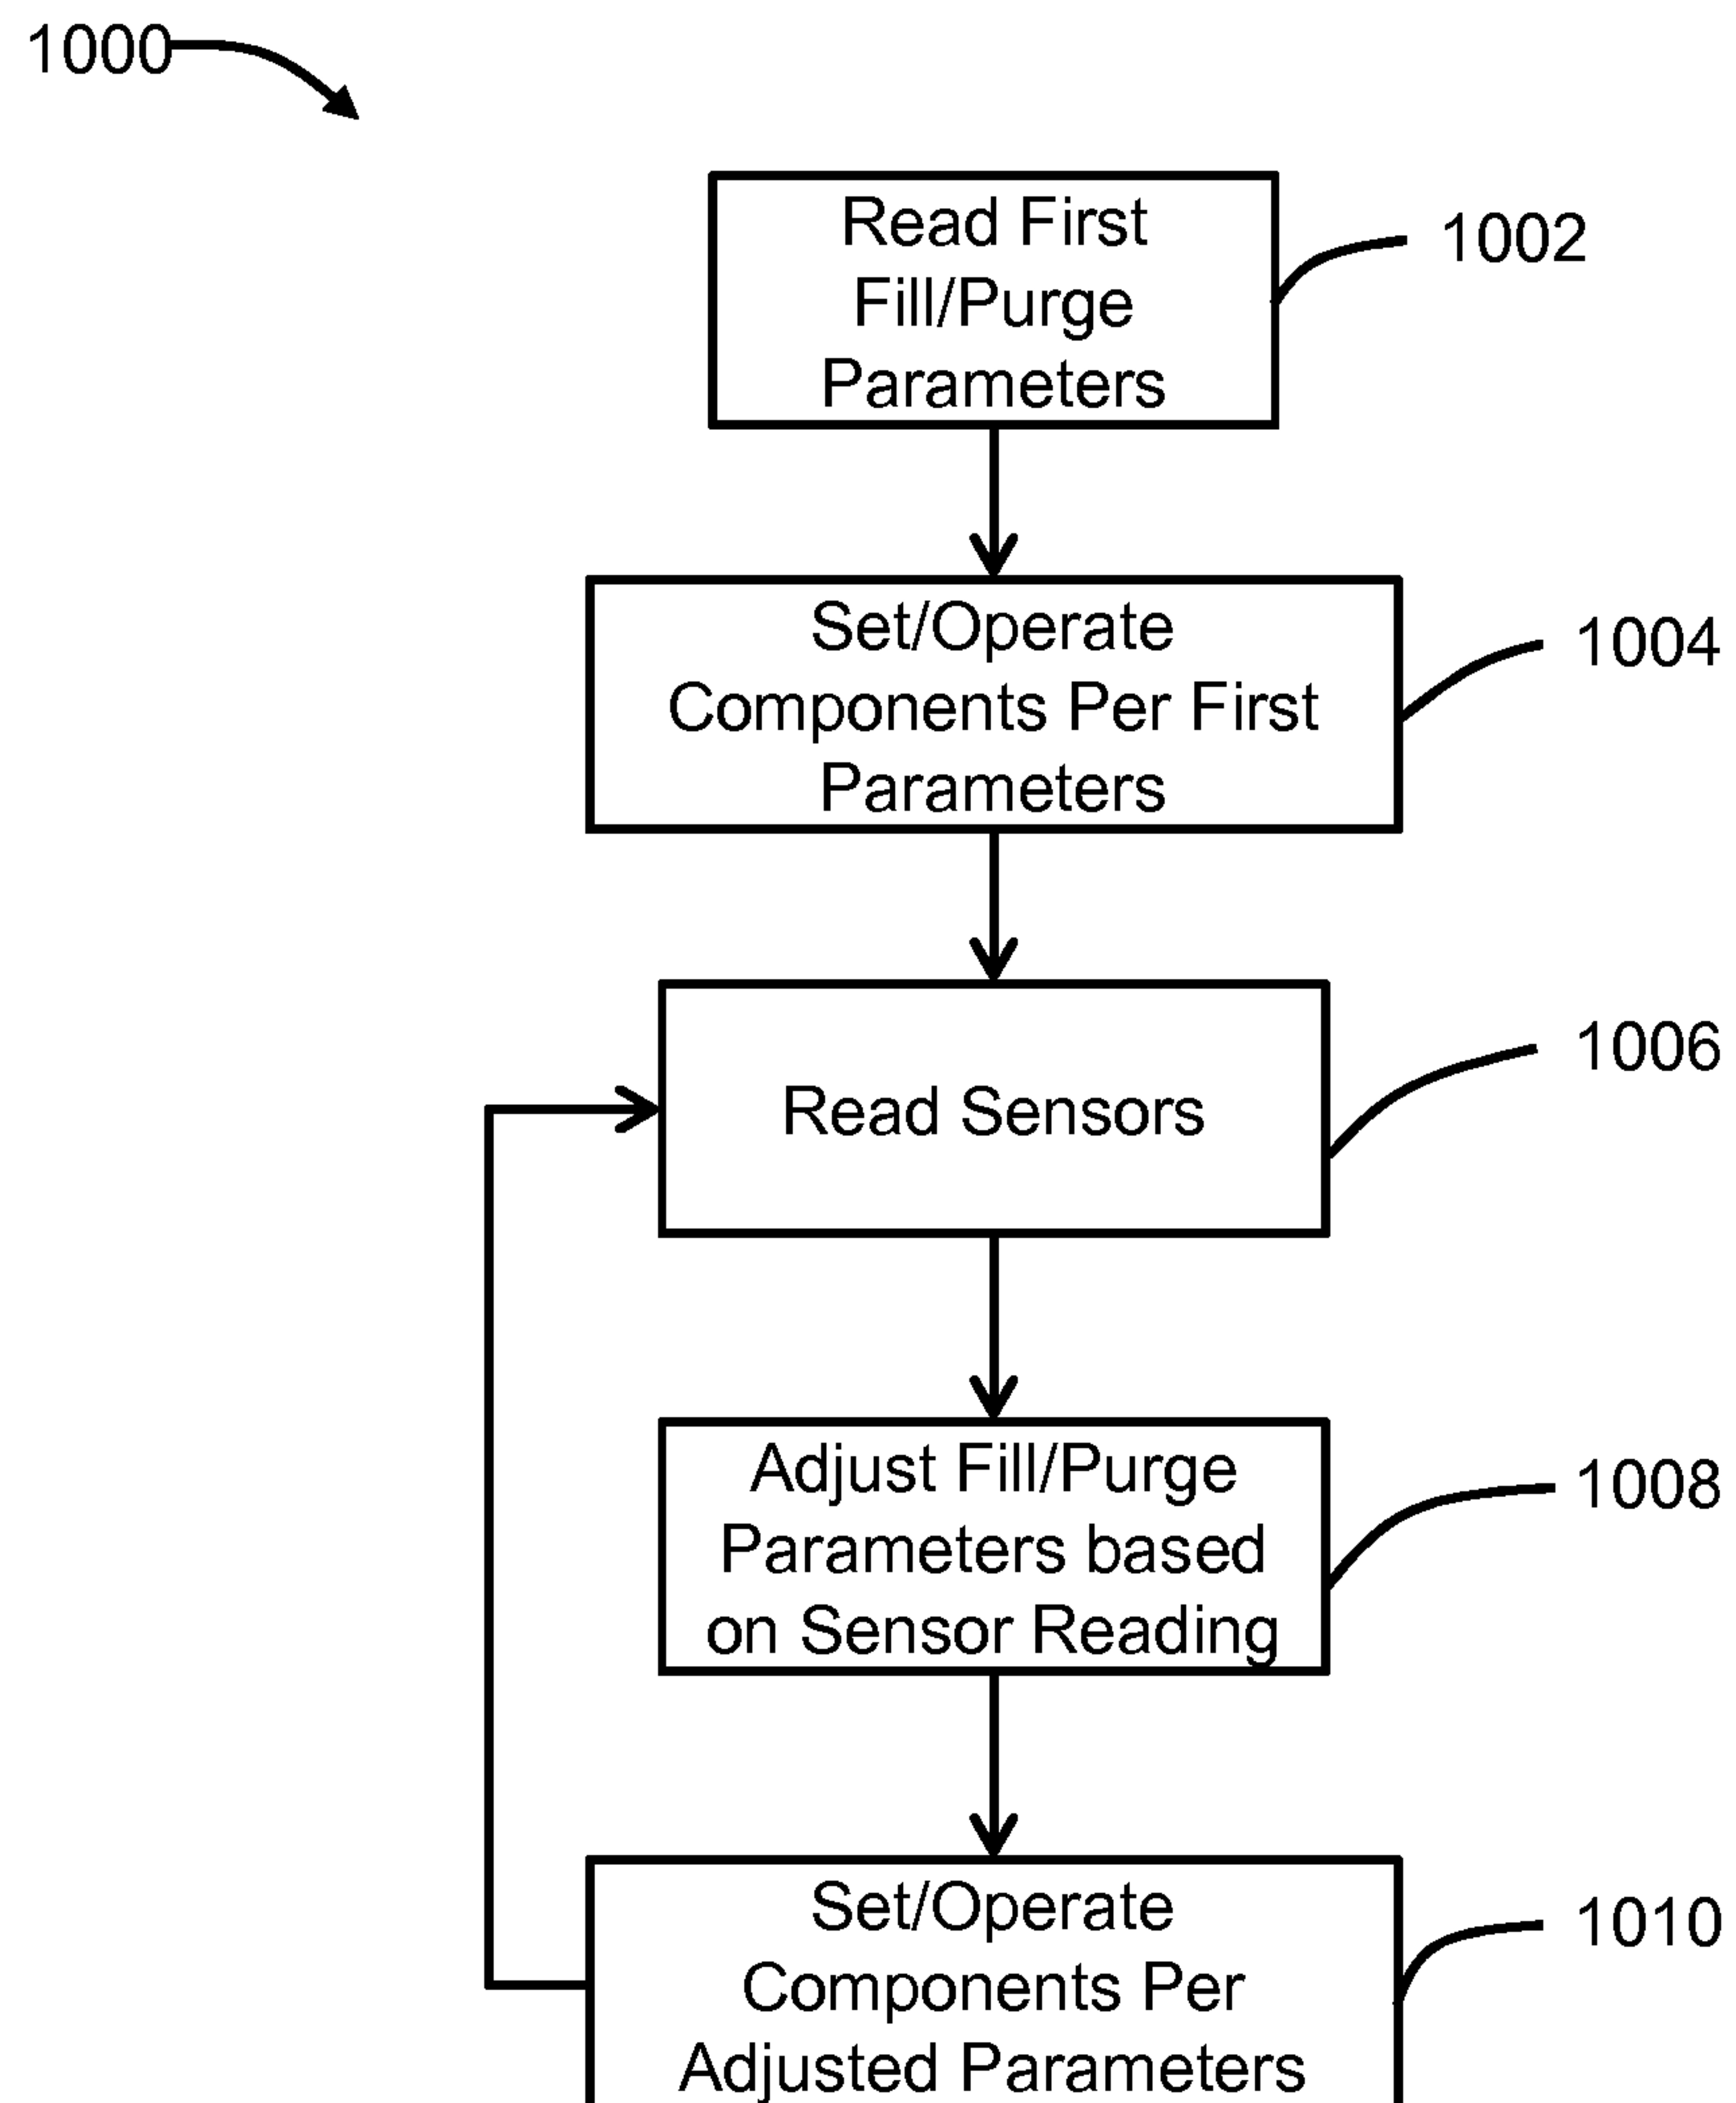 1000
Read First
Fill/Purge
Parameters
1002
Set/Operate
Components Per First
Parameters
1004
Read Sensors
1006
Adjust Fill/Purge
Parameters based
on Sensor Reading
1008
Set/Operate
Components Per
Adjusted Parameters
1010